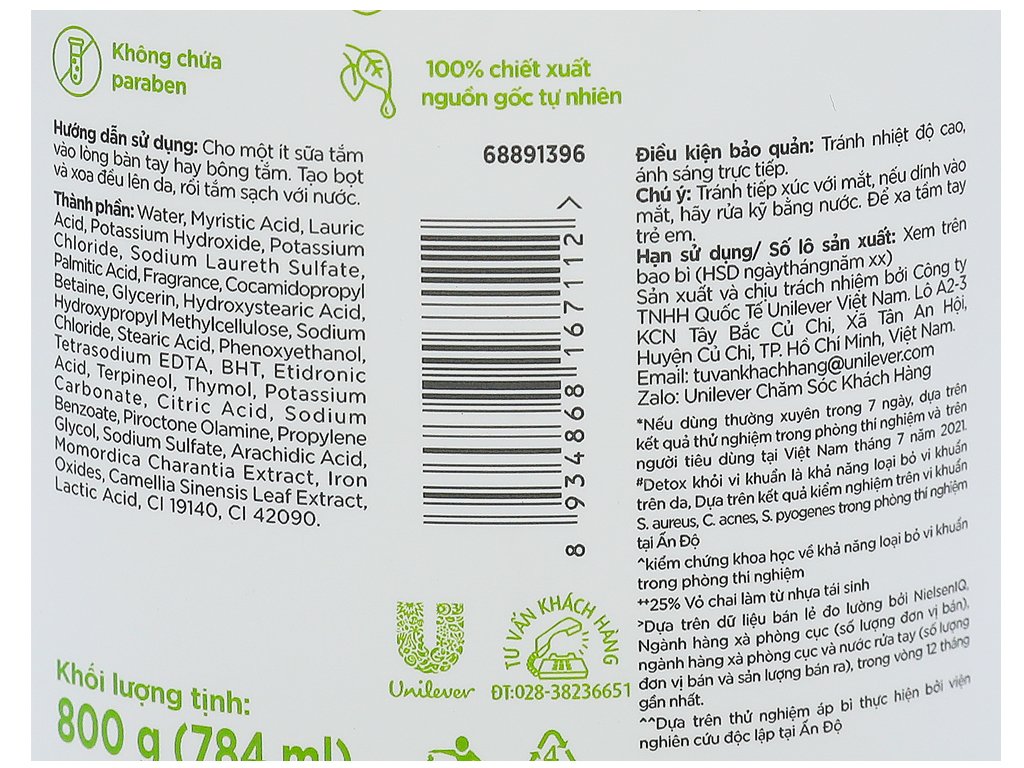 Không chứa
paraben
100% chiết xuất
nguồn gốc tự nhiên
Hướng dẫn sử dụng: Cho một ít sữa tắm
vào lòng bàn tay hay bông tắm. Tạo bọt
và xoa đều lên da, rồi tắm sạch với nước.
Thành phần: Water, Myristic Acid, Lauric
Acid, Potassium Hydroxide, Potassium
Chloride, Sodium Laureth Sulfate,
Palmitic Acid, Fragrance, Cocamidopropyl
Betaine, Glycerin, Hydroxystearic Acid,
Hydroxypropyl Methylcellulose, Sodium
Chloride, Stearic Acid, Phenoxyethanol,
Tetrasodium EDTA, BHT, Etidronic
Acid, Terpineol, Thymol, Potassium
Carbonate, Citric Acid, Sodium
Benzoate, Piroctone Olamine, Propylene
Glycol, Sodium Sulfate, Arachidic Acid,
Momordica Charantia Extract, Iron
Oxides, Camellia Sinensis Leaf Extract,
Lactic Acid, CI 19140, CI 42090.
Khối lượng tịnh:
800 g (784 ml)
68891396
8 934868 167112 >
Unilever
TƯ VẤN KHÁCH HÀNG
ĐT:028-38236651
4
Điều kiện bảo quản: Tránh nhiệt độ cao,
ánh sáng trực tiếp.
Chú ý: Tránh tiếp xúc với mắt, nếu dính vào
mắt, hãy rửa kỹ bằng nước. Để xa tầm tay
trẻ em.
Hạn sử dụng/ Số lô sản xuất: Xem trên
bao bì (HSD ngàythángnăm xx)
Sản xuất và chịu trách nhiệm bởi Công ty
TNHH Quốc Tế Unilever Việt Nam. Lô A2-3
KCN Tây Bắc Củ Chi, Xã Tân An Hội,
Huyện Củ Chi, TP. Hồ Chí Minh, Việt Nam.
Email: tuvankhachhang@unilever.com
Zalo: Unilever Chăm Sóc Khách Hàng
*Nếu dùng thường xuyên trong 7 ngày, dựa trên
kết quả thử nghiệm trong phòng thí nghiệm và trên
người tiêu dùng tại Việt Nam tháng 7 năm 2021.
#Detox khỏi vi khuẩn là khả năng loại bỏ vi khuẩn
trên da, Dựa trên kết quả kiểm nghiệm trên vi khuẩn
S. aureus, C. acnes, S. pyogenes trong phòng thí nghiệm
tại Ấn Độ
^kiểm chứng khoa học về khả năng loại bỏ vi khuẩn
trong phòng thí nghiệm
++25% Vỏ chai làm từ nhựa tái sinh
>Dựa trên dữ liệu bán lẻ đo lường bởi NielsenIQ,
Ngành hàng xà phòng cục (số lượng đơn vị bán),
ngành hàng xà phòng cục và nước rửa tay (số lượng
đơn vị bán và sản lượng bán ra), trong vòng 12 tháng
gần nhất.
^^Dựa trên thử nghiệm áp bì thực hiện bởi viện
nghiên cứu độc lập tại Ấn Độ